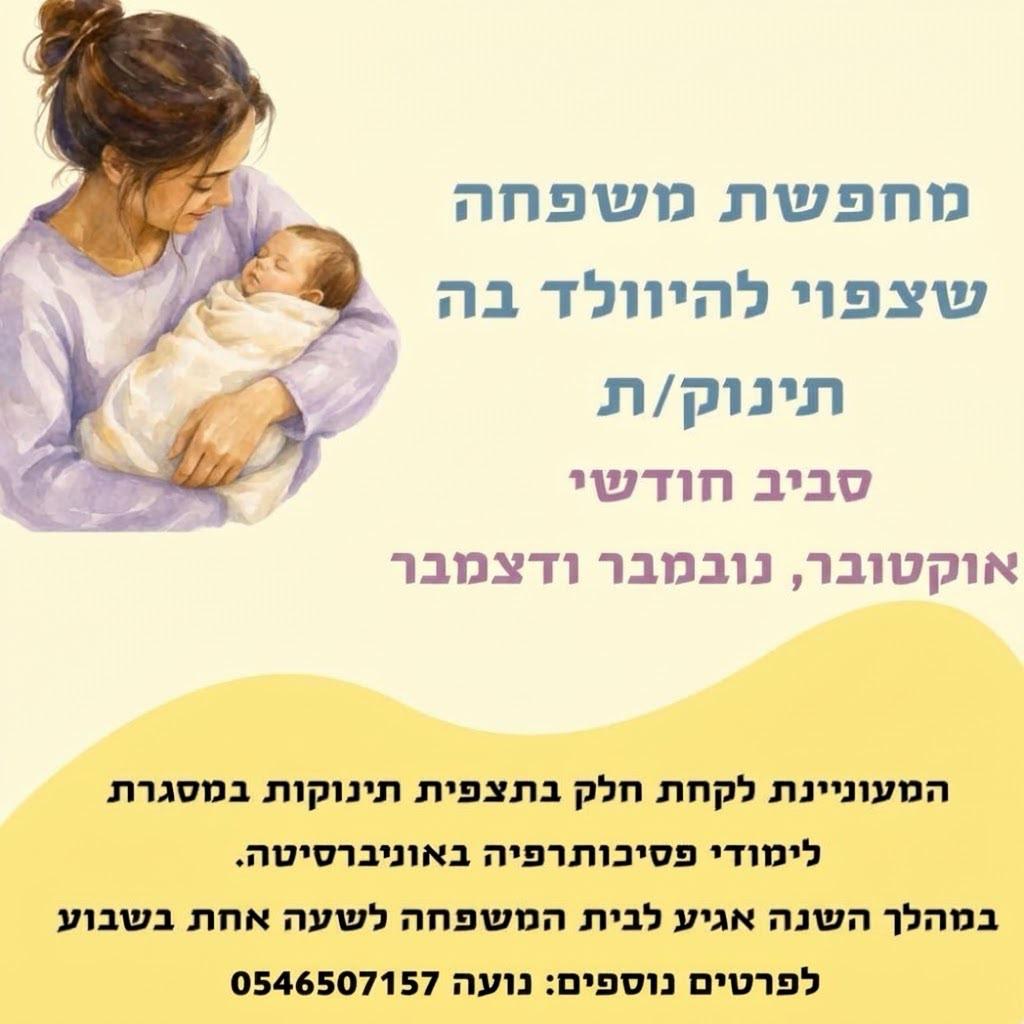 מחפשת משפחה
שצפוי להיוולד בה
תינוק/ת
סביב חודשי
אוקטובר, נובמבר ודצמבר
המעוניינת לקחת חלק בתצפית תינוקות במסגרת
לימודי פסיכותרפיה באוניברסיטה.
במהלך השנה אגיע לבית המשפחה לשעה אחת בשבוע
לפרטים נוספים: נועה 0546507157